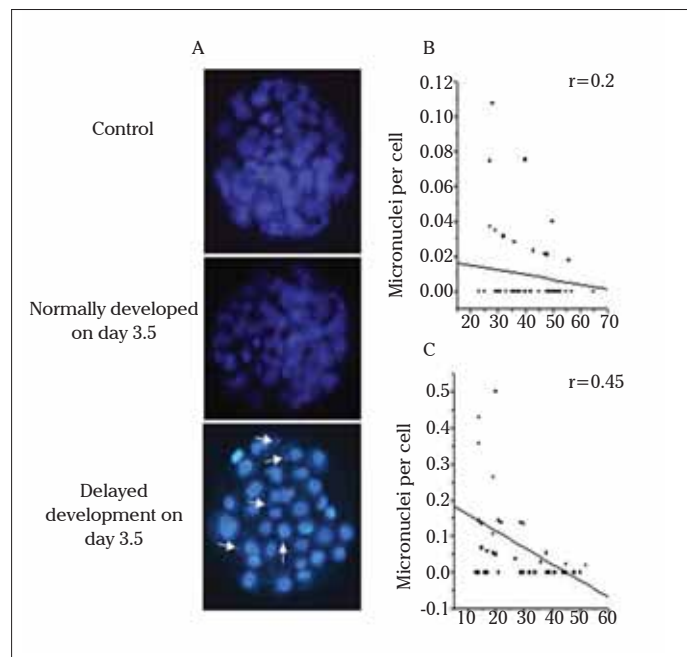 A
Control
Normally developed
on day 3.5
Delayed
development on
day 3.5
B
r=0.2
Micronuclei per cell
0.12
0.10
0.08
0.06
0.04
0.02
0.00
20 30 40 50 60 70
C
r=0.45
Micronuclei per cell
0.5
0.4
0.3
0.2
0.1
0.0
-0.1
10 20 30 40 50 60